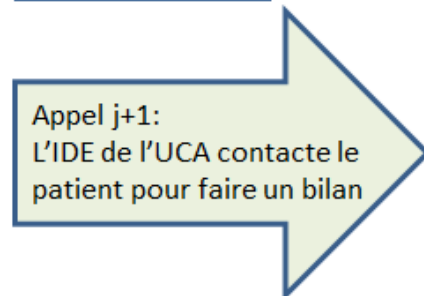 Appel j+1:
L'IDE de l'UCA contacte le
patient pour faire un bilan